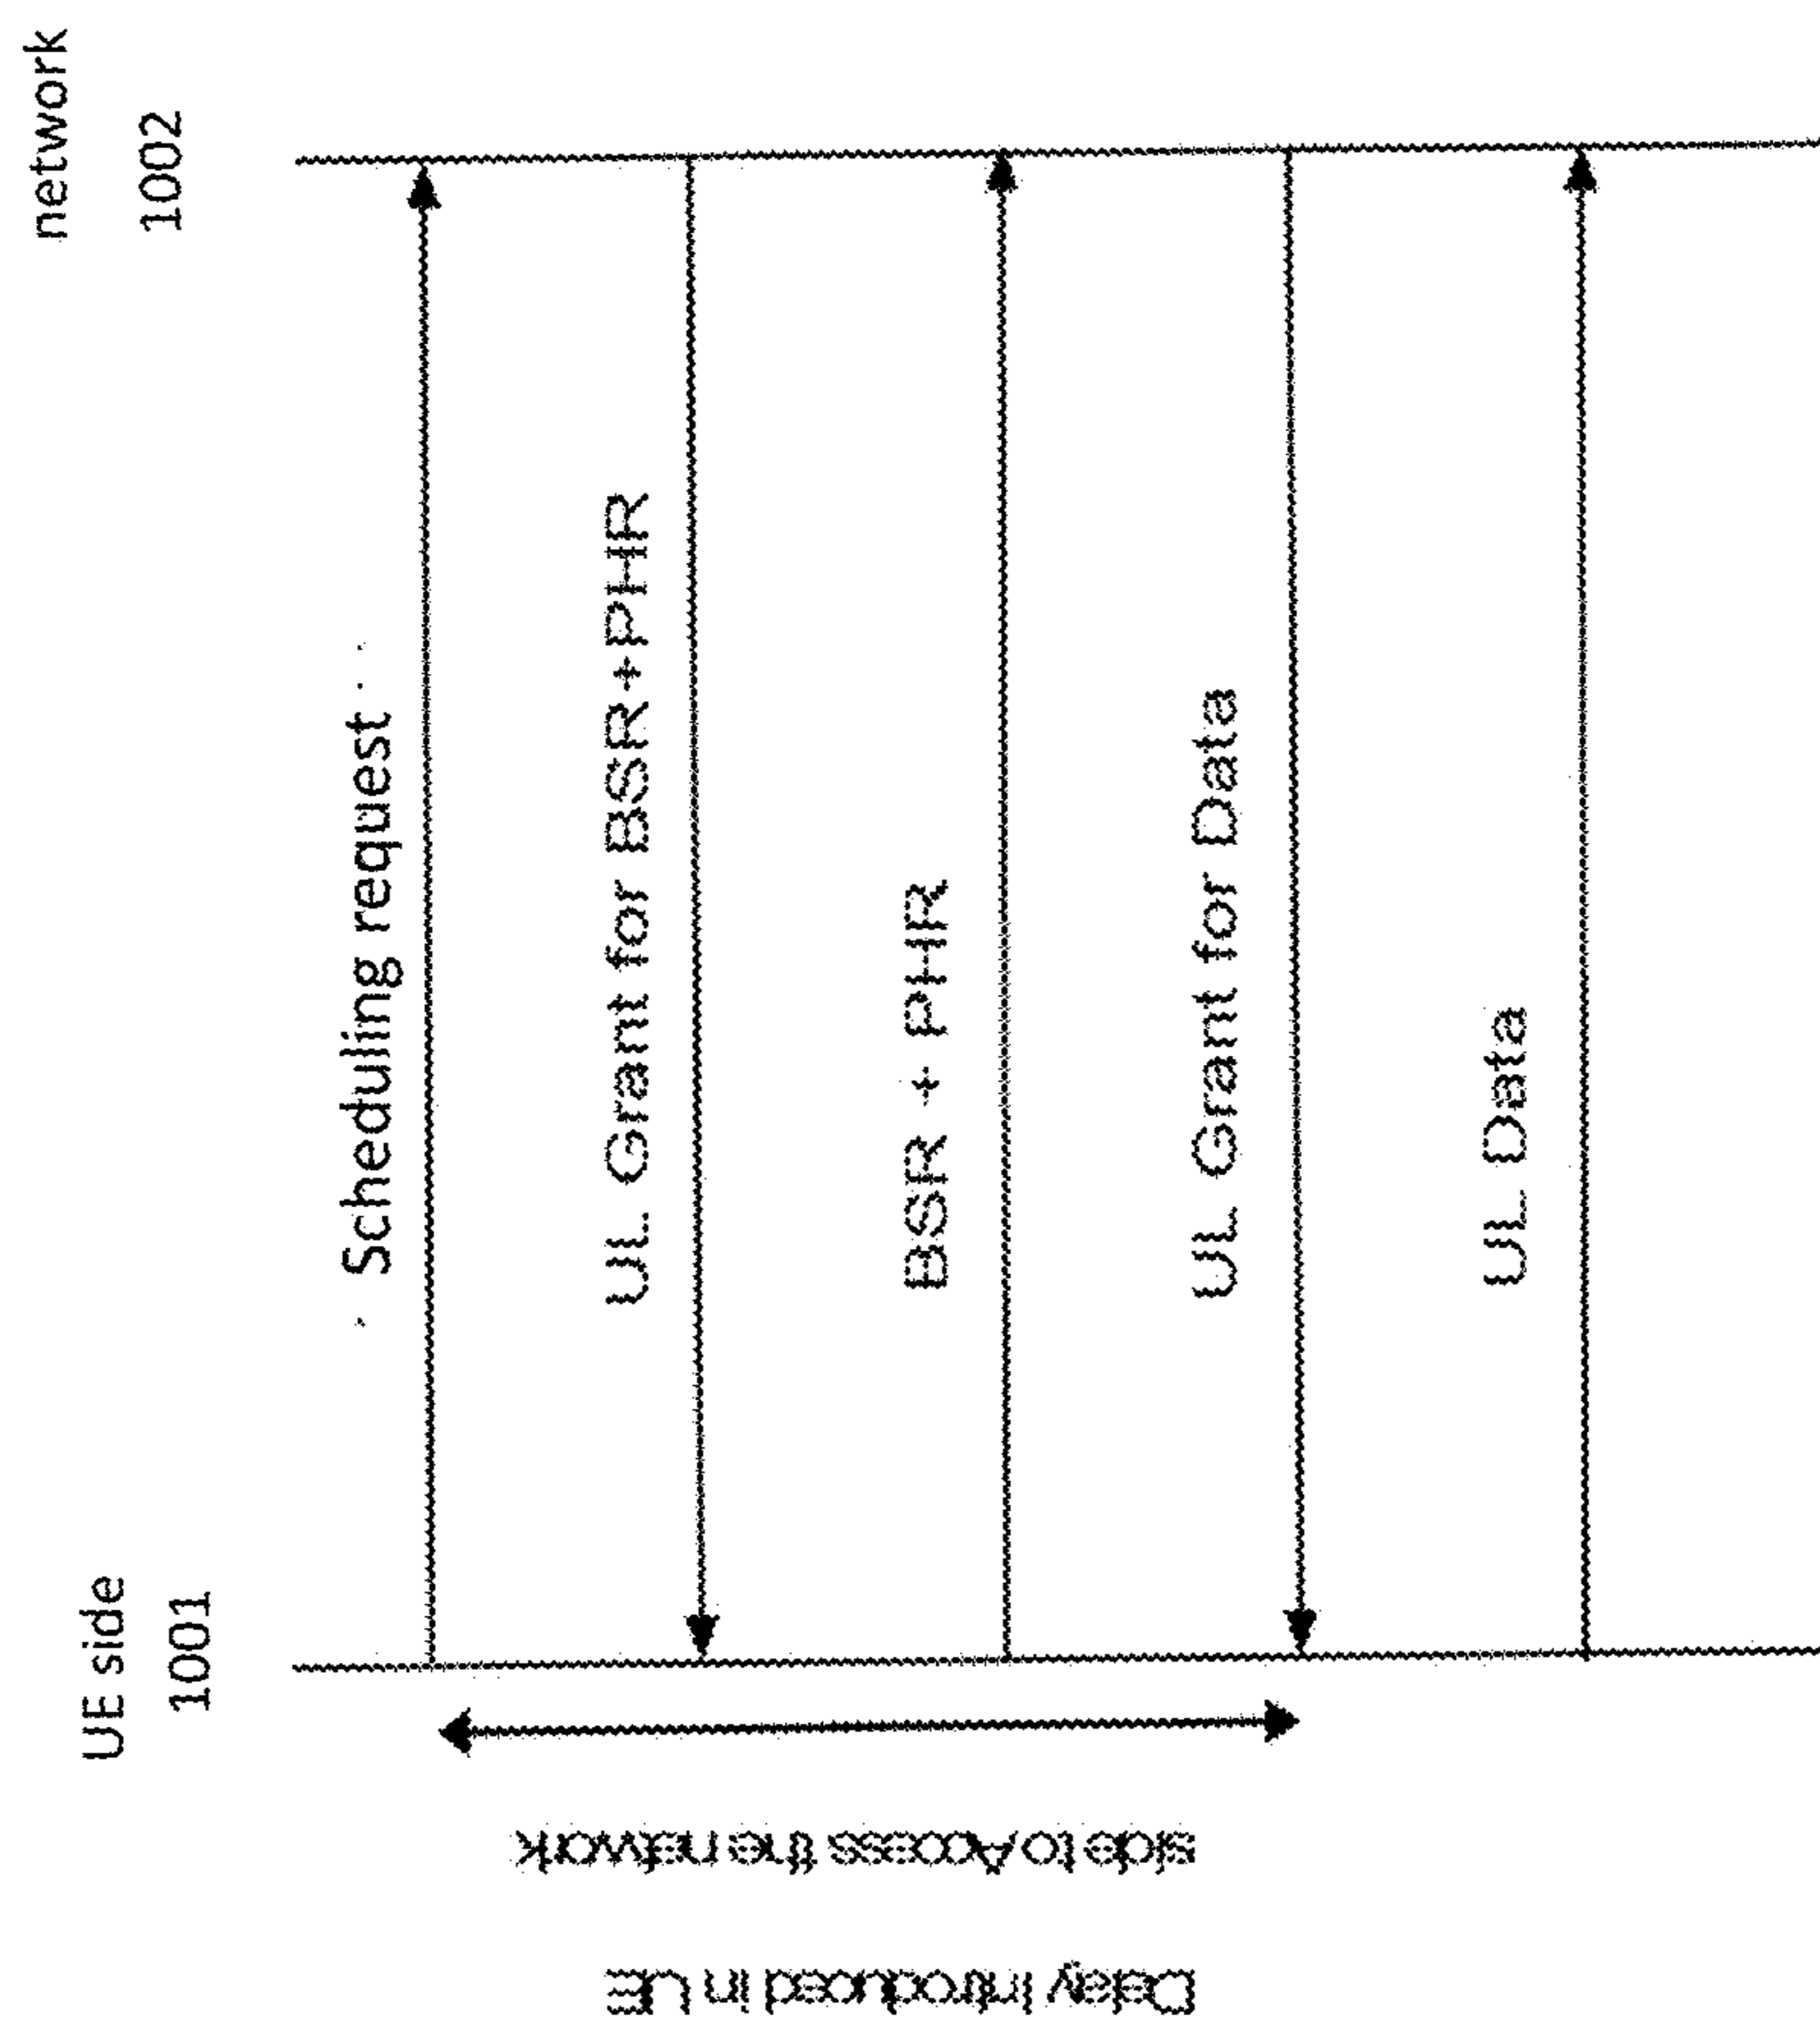 UE side
1001
network
1002
Scheduling request
UL Grant for BSR+PHR
BSR + PHR
UL Grant for Data
UL Data
Delay Introduced in UE
side to Access the network